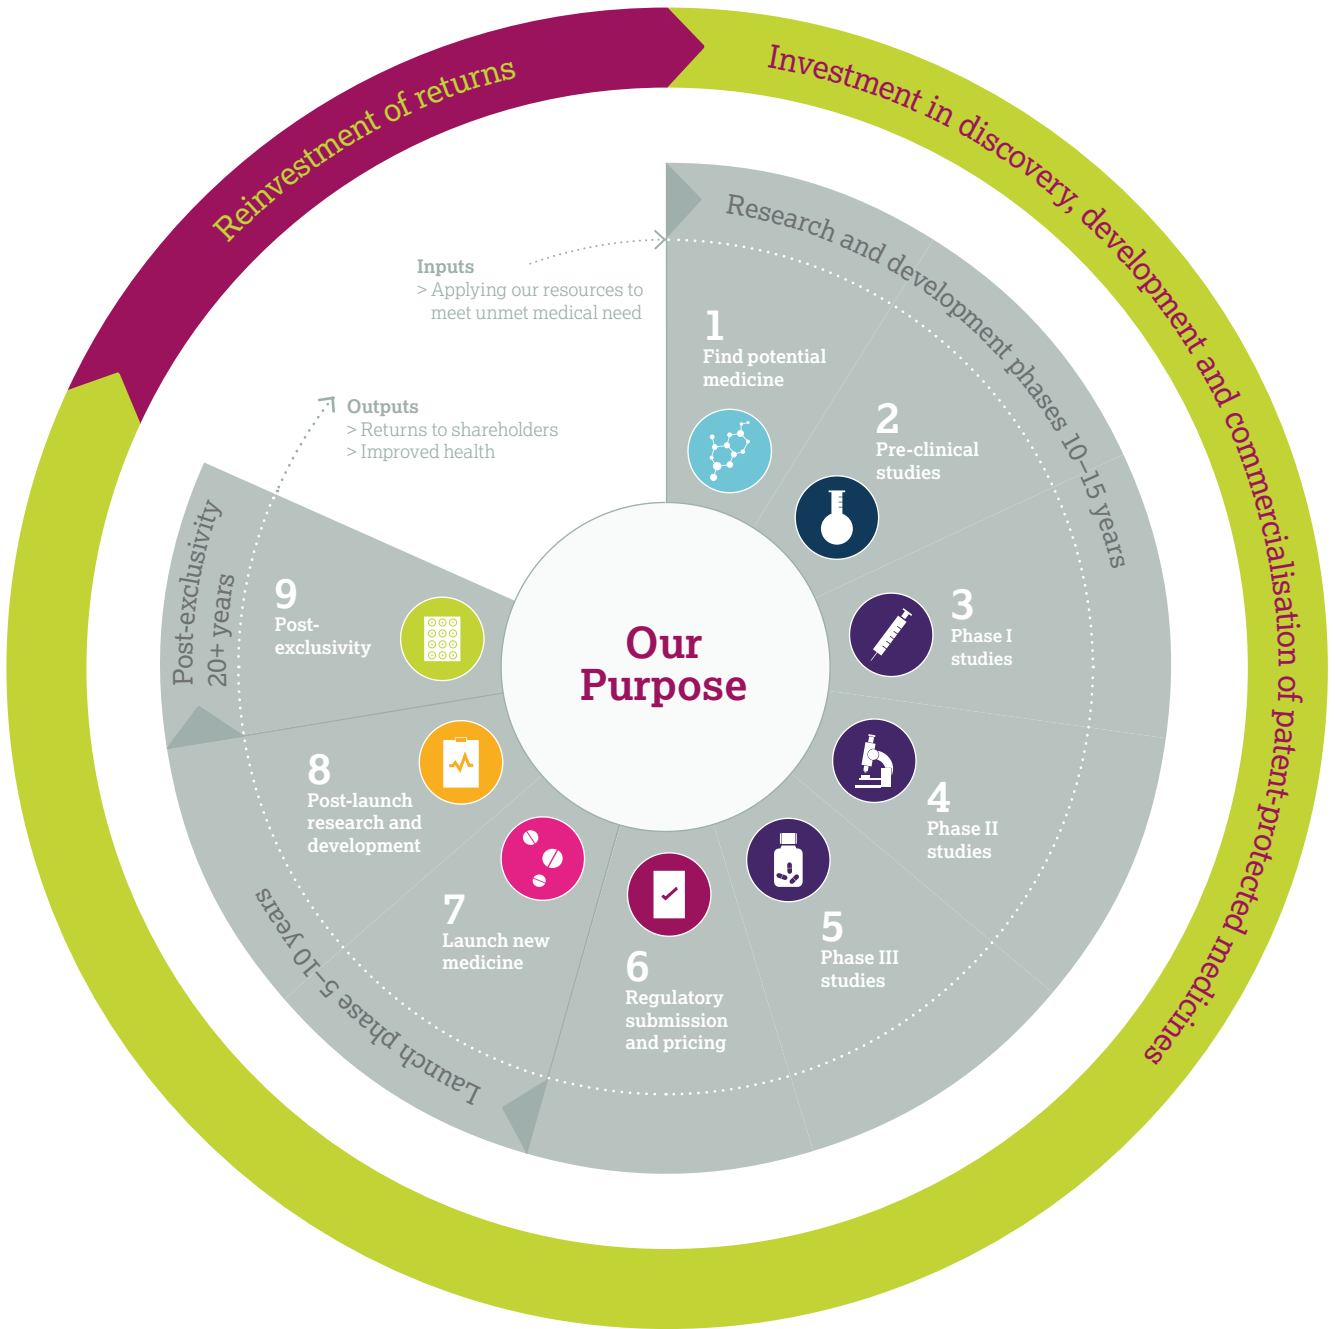 Reinvestment of returns
Investment in discovery, development and commercialisation of patent-protected medicines
Research and development phases 10–15 years
Inputs
> Applying our resources to
meet unmet medical need
Outputs
> Returns to shareholders
> Improved health
1
Find potential
medicine
2
Pre-clinical
studies
3
Phase I
studies
4
Phase II
studies
5
Phase III
studies
6
Regulatory
submission
and pricing
Launch phase 5–10 years
7
Launch new
medicine
8
Post-launch
research and
development
Post-exclusivity
20+ years
9
Post-
exclusivity
Our
Purpose